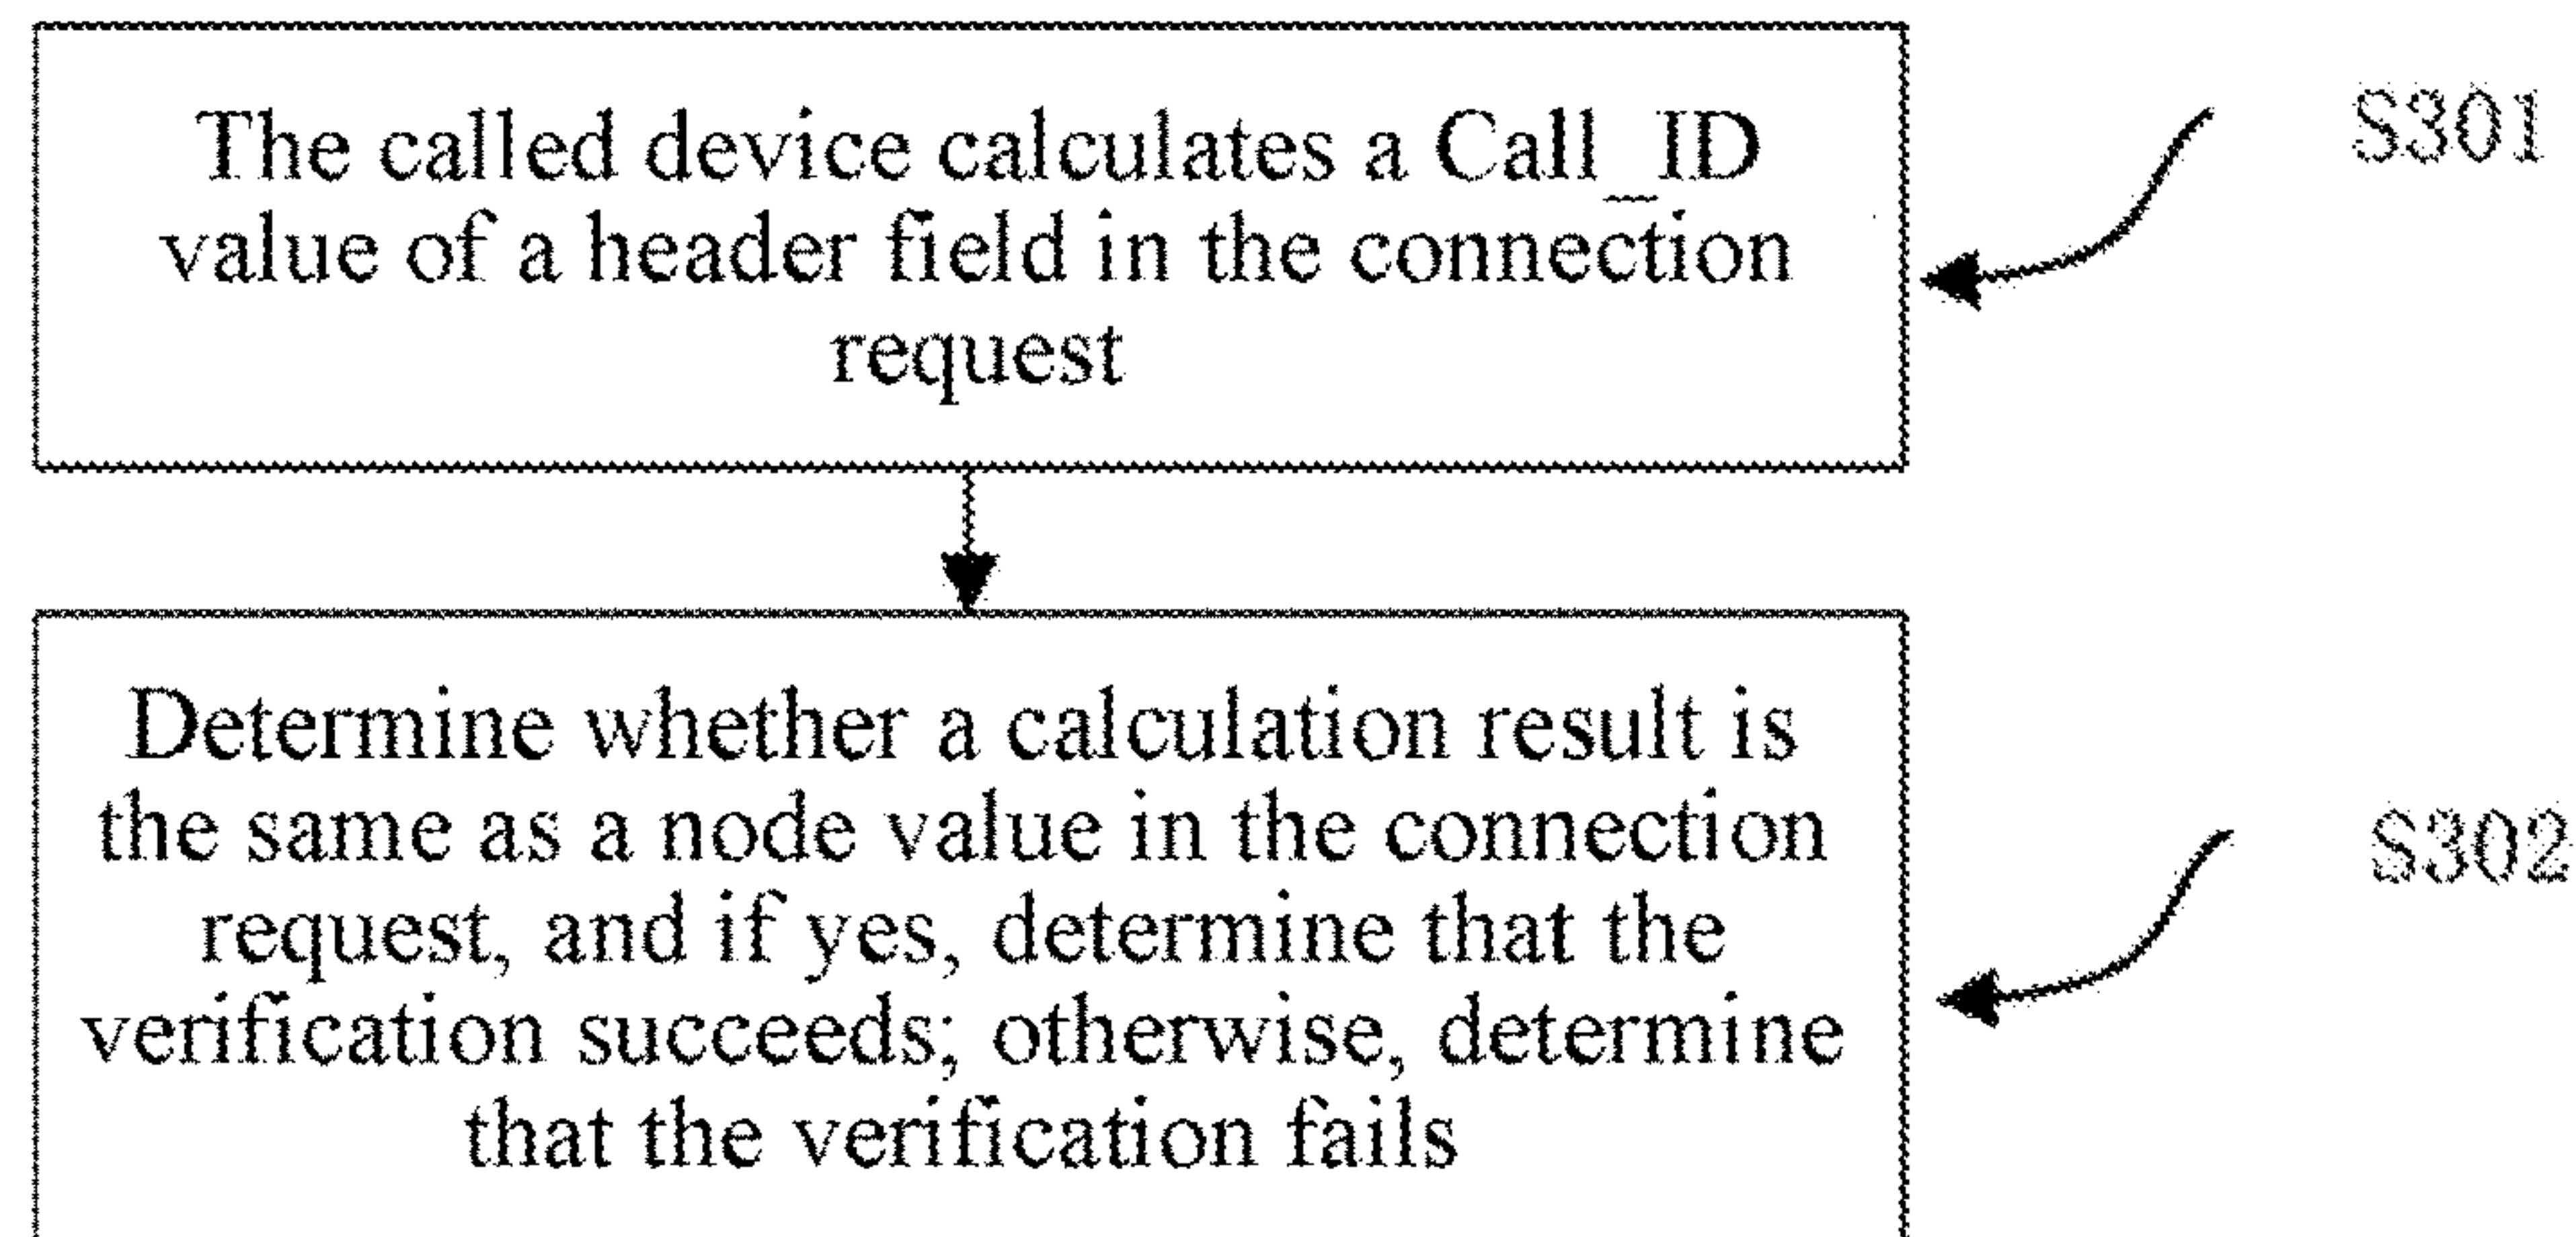 The called device calculates a Call_ID
value of a header field in the connection
request
S301
Determine whether a calculation result is
the same as a node value in the connection
request, and if yes, determine that the
verification succeeds; otherwise, determine
that the verification fails
S302